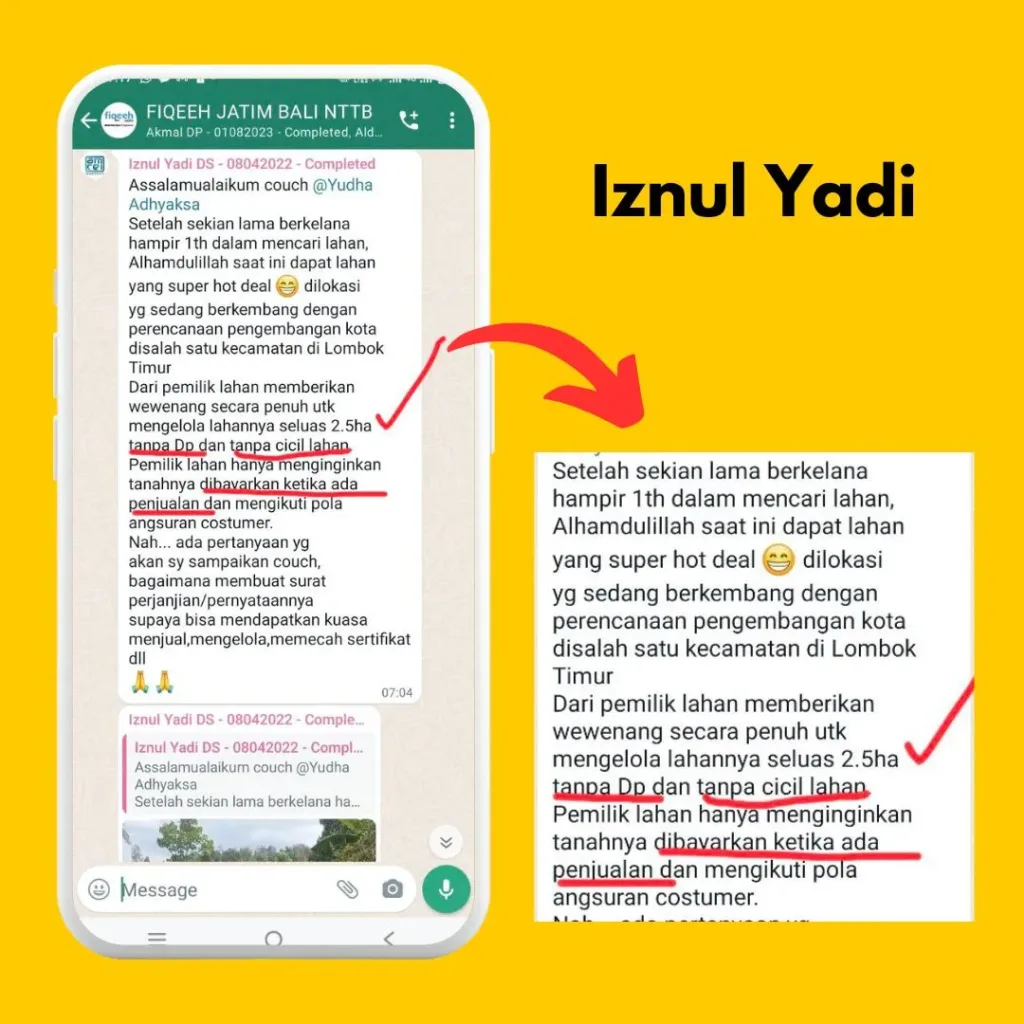 FIQEEH JATIM BALI NTTB
Akmal DP - 01082023 - Completed, Ald...
fiqeeh
Iznul Yadi DS - 08042022 - Completed
Assalamualaikum couch @Yudha
Adhyaksa
Setelah sekian lama berkelana
hampir 1th dalam mencari lahan,
Alhamdulillah saat ini dapat lahan
yang super hot deal 😁 dilokasi
yg sedang berkembang dengan
perencanaan pengembangan kota
disalah satu kecamatan di Lombok
Timur
Dari pemilik lahan memberikan
wewenang secara penuh utk
mengelola lahannya seluas 2.5ha
tanpa Dp dan tanpa cicil lahan
Pemilik lahan hanya menginginkan
tanahnya dibayarkan ketika ada
penjualan dan mengikuti pola
angsuran costumer.
Nah... ada pertanyaan yg
akan sy sampaikan couch,
bagaimana membuat surat
perjanjian/pernyataannya
supaya bisa mendapatkan kuasa
menjual,mengelola,memecah sertifikat
dll
🙏🙏
07:04
Iznul Yadi DS - 08042022 - Comple...
Iznul Yadi DS - 08042022 - Compl...
Assalamualaikum couch @Yudha
Adhyaksa
Setelah sekian lama berkelana ha...
Message
Iznul Yadi
Setelah sekian lama berkelana
hampir 1th dalam mencari lahan,
Alhamdulillah saat ini dapat lahan
yang super hot deal 😁 dilokasi
yg sedang berkembang dengan
perencanaan pengembangan kota
disalah satu kecamatan di Lombok
Timur
Dari pemilik lahan memberikan
wewenang secara penuh utk
mengelola lahannya seluas 2.5ha
tanpa Dp dan tanpa cicil lahan
Pemilik lahan hanya menginginkan
tanahnya dibayarkan ketika ada
penjualan dan mengikuti pola
angsuran costumer.
Nah... ada pertanyaan yg